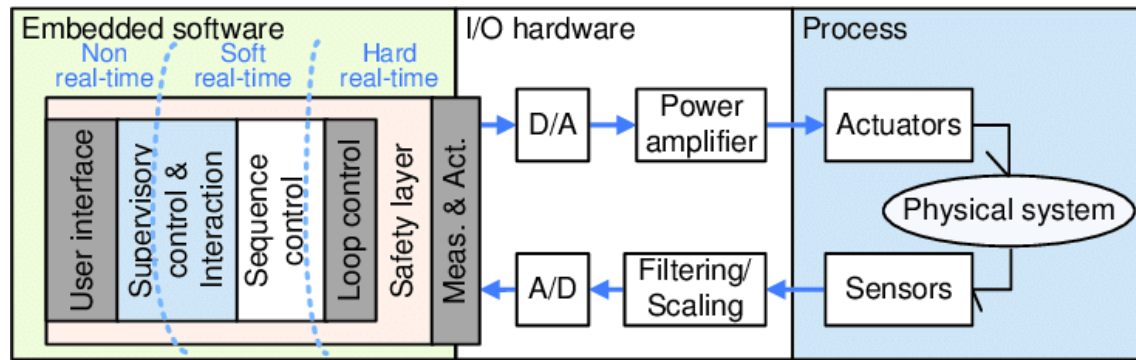 Embedded software
I/O hardware
Process
Non
real-time
Soft
real-time
Hard
real-time
User interface
Supervisory
control &
Interaction
Sequence
control
Loop control
Safety layer
Meas. & Act.
D/A
Power
amplifier
Actuators
Physical system
A/D
Filtering/
Scaling
Sensors